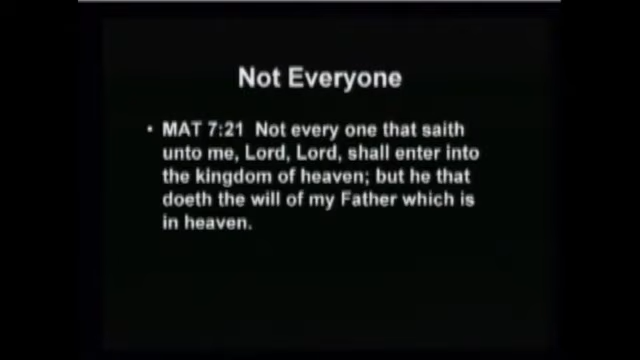 Not Everyone
• MAT 7:21 Not every one that saith
unto me, Lord, Lord, shall enter into
the kingdom of heaven; but he that
doeth the will of my Father which is
in heaven.